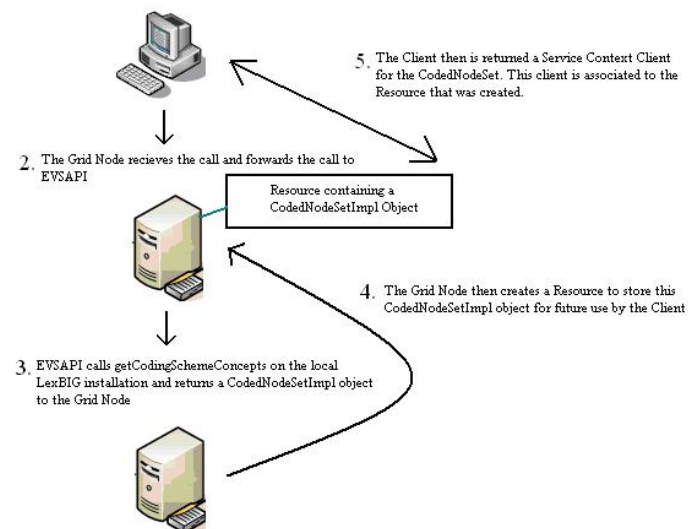 5. The Client then is returned a Service Context Client
for the CodedNodeSet. This client is associated to the
Resource that was created.
2. The Grid Node recieves the call and forwards the call to
EVSAPI
Resource containing a
CodedNodeSetImpl Object
4. The Grid Node then creates a Resource to store this
CodedNodeSetImpl object for future use by the Client
3. EVSAPI calls getCodingSchemeConcepts on the local
LexBIG installation and returns a CodedNodeSetImpl object
to the Grid Node